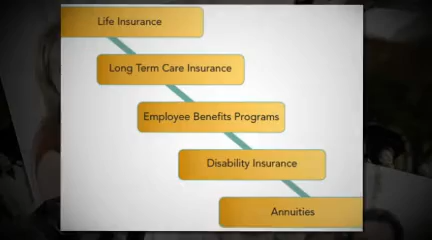 Life Insurance
Long Term Care Insurance
Employee Benefits Programs
Disability Insurance
Annuities